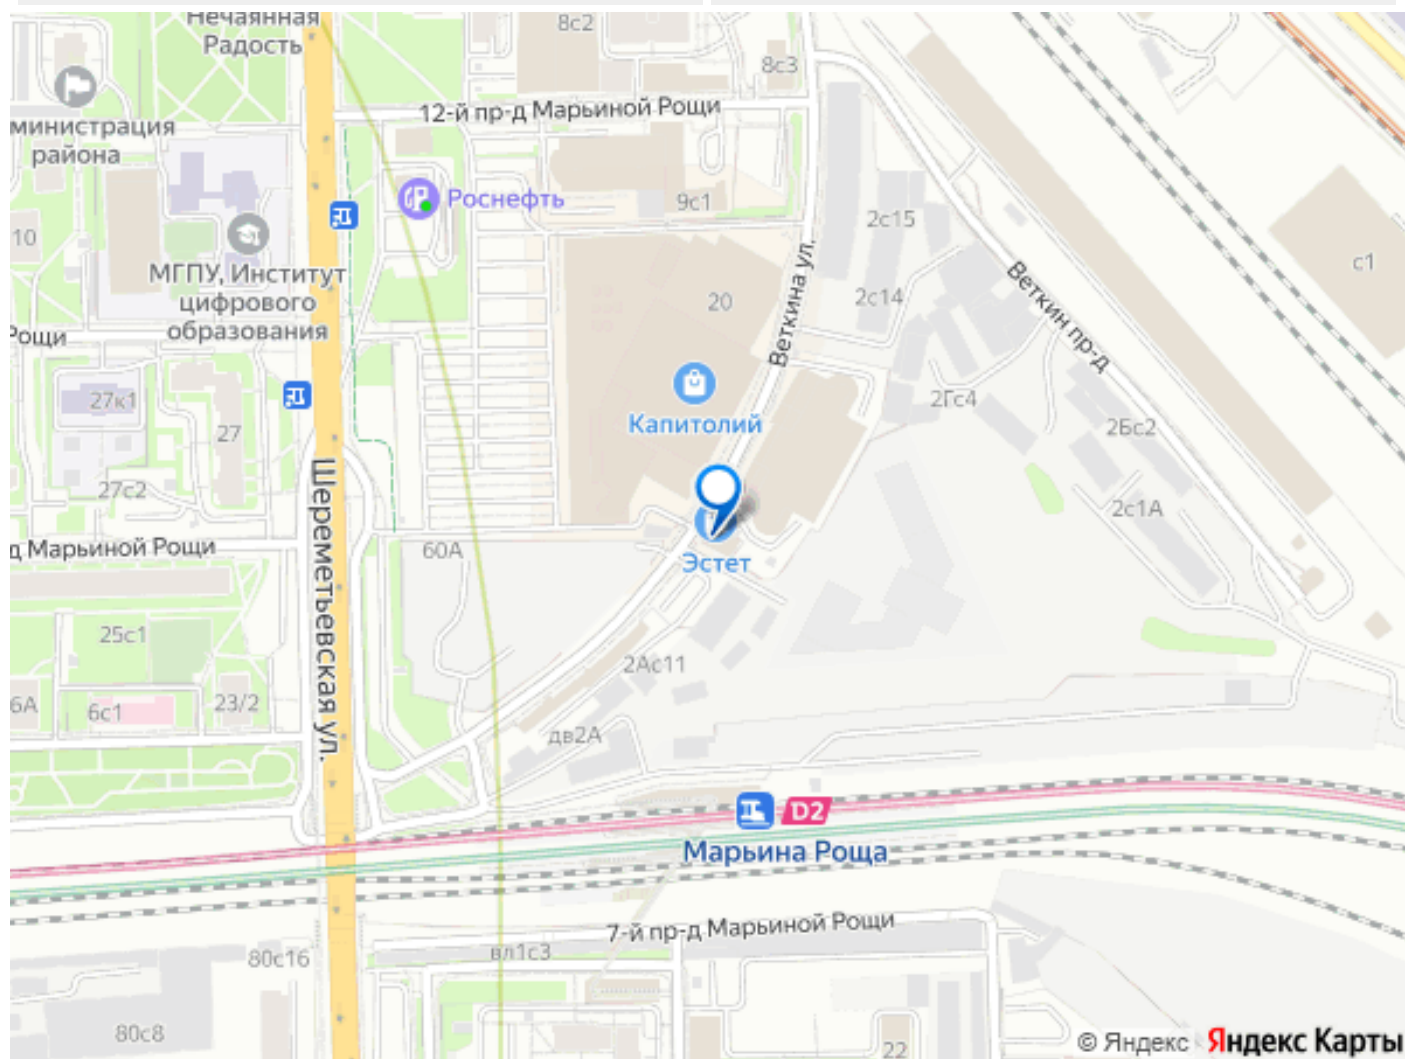 Нечаянная
Радость
8с2
8с3
12-й пр-д Марьиной Рощи
министрация
района
Роснефть
9с1
2с15
10
МГПУ, Институт
цифрового
образования
с1
20
2с14
Веткина ул.
Веткин пр-д
Рощи
Капитолий
27к1
27
2Гс4
2Бс2
27с2
2с1А
Шереметьевская ул.
д Марьиной Рощи
60А
Эстет
25с1
2Ас11
6А
6с1
23/2
дв2А
D2
Марьина Роща
7-й пр-д Марьиной Рощи
80с16
вл1с3
80с8
22
© Яндекс Яндекс Карты